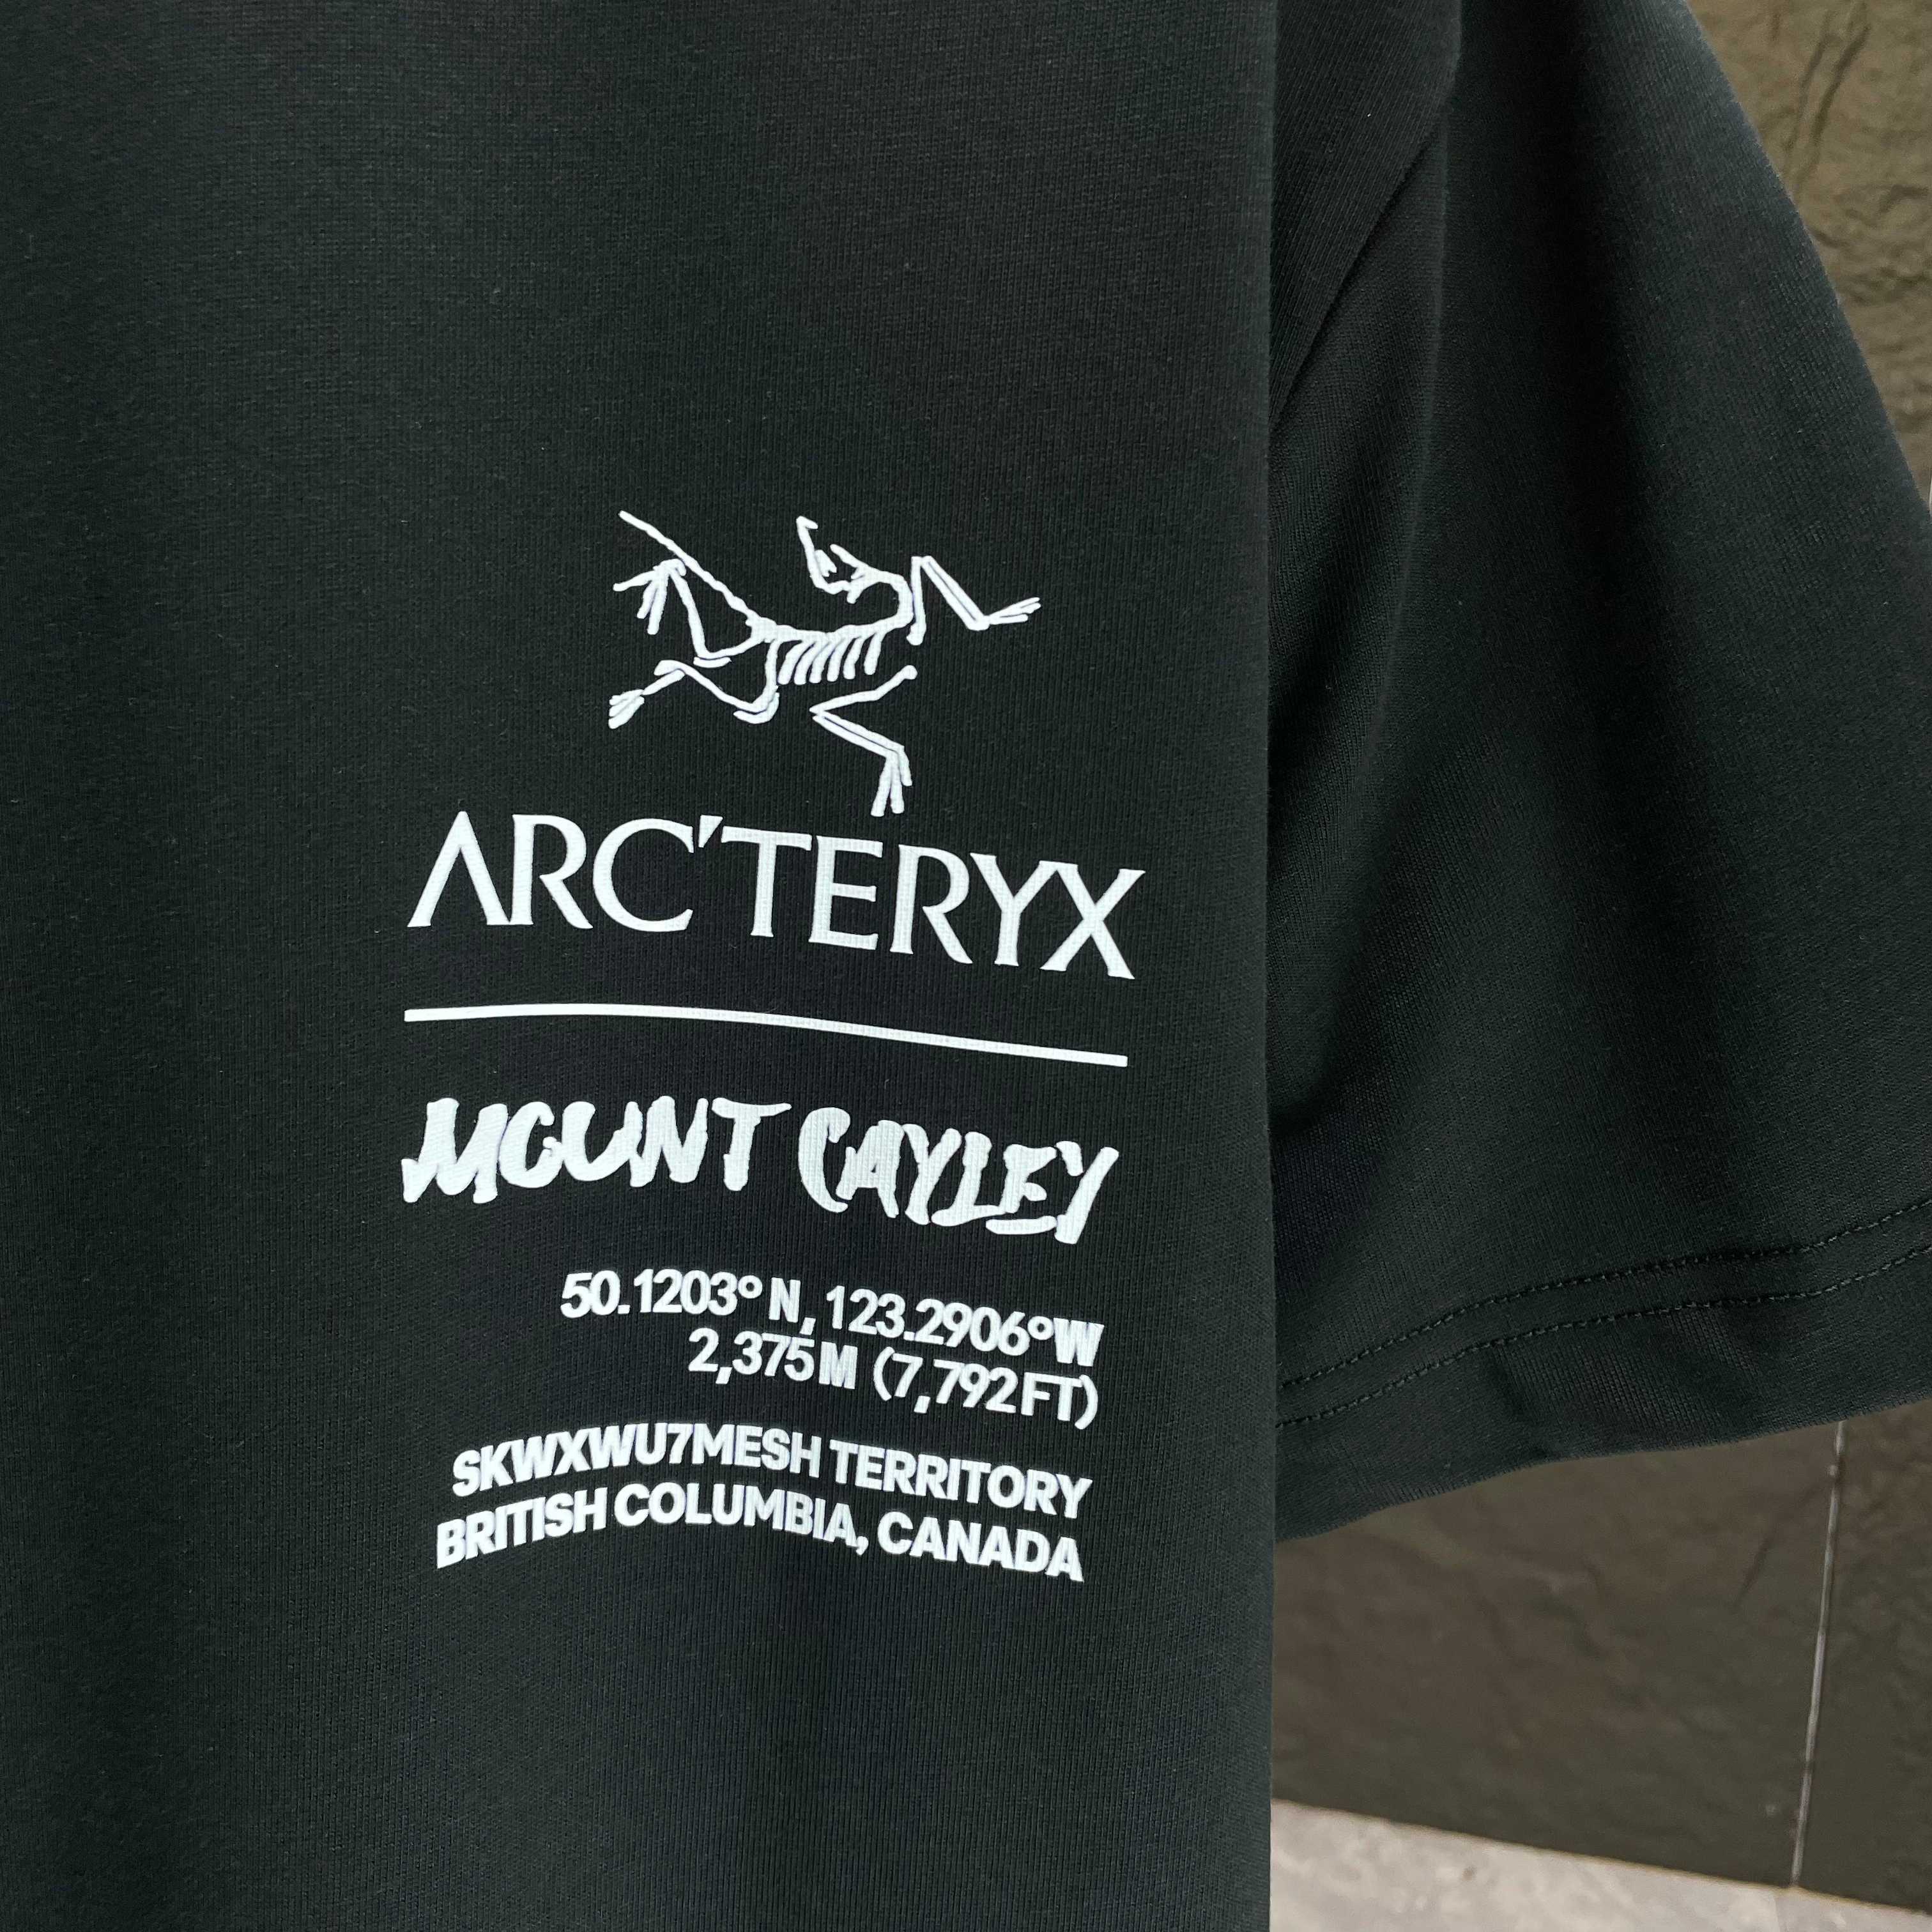 ARC'TERYX
MOUNT CAYLEY
50.1203° N, 123.2906° W
2,375 M (7,792 FT)
SKWXWU7MESH TERRITORY
BRITISH COLUMBIA, CANADA